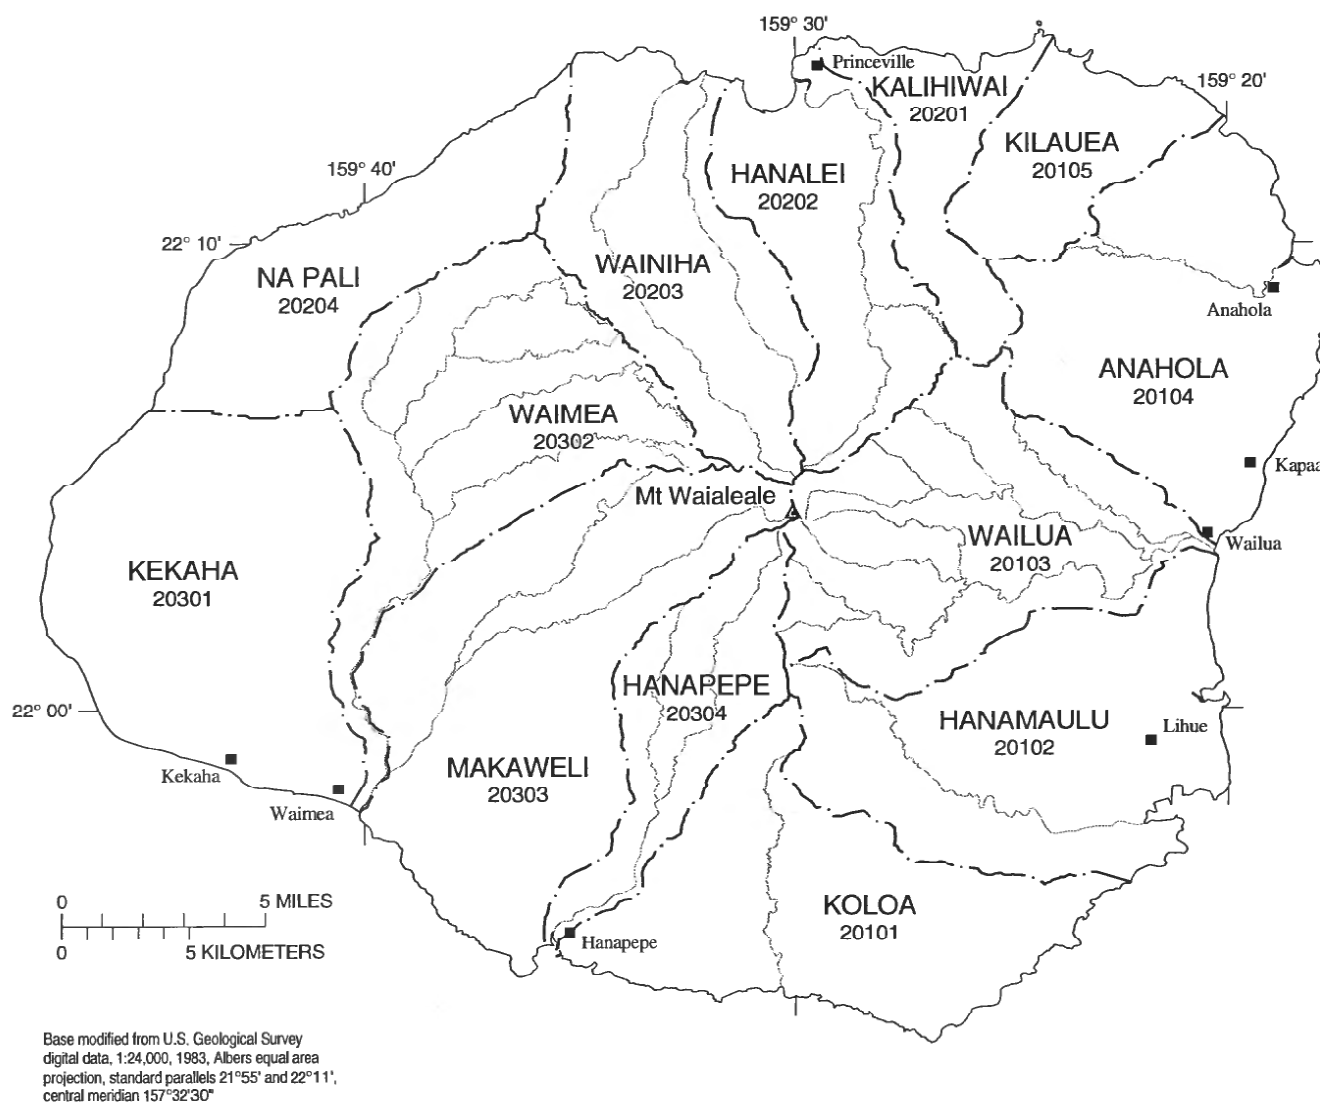 159° 30'
Princeville
KALIHIWAI
20201
159° 20'
KILAUEA
20105
159° 40'
HANALEI
20202
22° 10'
NA PALI
20204
WAINIHA
20203
Anahola
ANAHOLA
20104
WAIMEA
20302
Kapaa
Mt Waialeale
WAILUA
20103
Wailua
KEKAHA
20301
HANAPEPE
20304
22° 00'
HANAMAULU
20102
Lihue
MAKAWELI
20303
Kekaha
Waimea
KOLOA
20101
Hanapepe
0 5 MILES
0 5 KILOMETERS
Base modified from U.S. Geological Survey
digital data, 1:24,000, 1983, Albers equal area
projection, standard parallels 21°55' and 22°11',
central meridian 157°32'30"